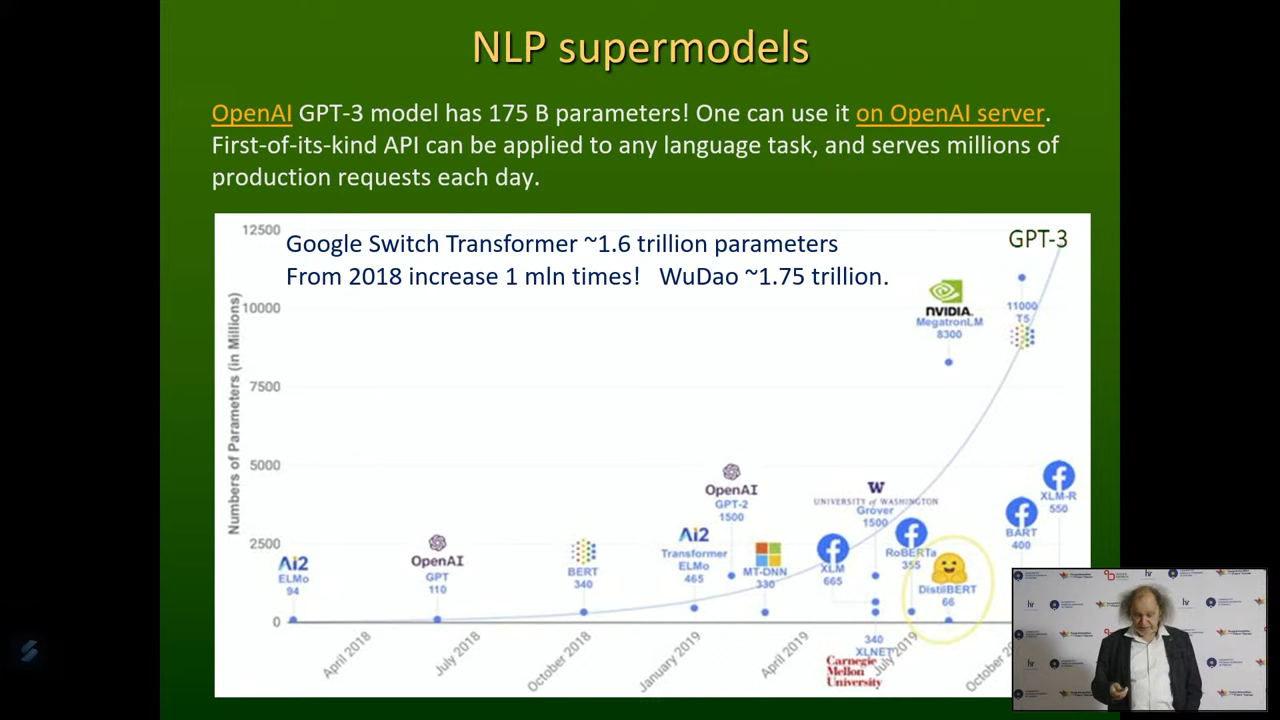 NLP supermodels
OpenAI GPT-3 model has 175 B parameters! One can use it on OpenAI server.
First-of-its-kind API can be applied to any language task, and serves millions of
production requests each day.
12500
Google Switch Transformer ~1.6 trillion parameters
GPT-3
From 2018 increase 1 mln times! WuDao ~1.75 trillion.
Numbers of Parameters (in Millions)
10000
7500
5000
2500
0
NVIDIA.
MegatronLM
8300
11000
T5
OpenAI
GPT-2
1500
W
UNIVERSITY OF WASHINGTON
Grover
1500
XLM-R
550
BART
400
Ai2
ELMo
94
OpenAI
GPT
110
BERT
340
Ai2
Transformer
ELMo
465
MT-DNN
330
XLM
665
RoBERTa
355
DistilBERT
66
340
XLNET
Carnegie
Mellon
University
April 2018
July 2018
October 2018
January 2019
April 2019
July 2019